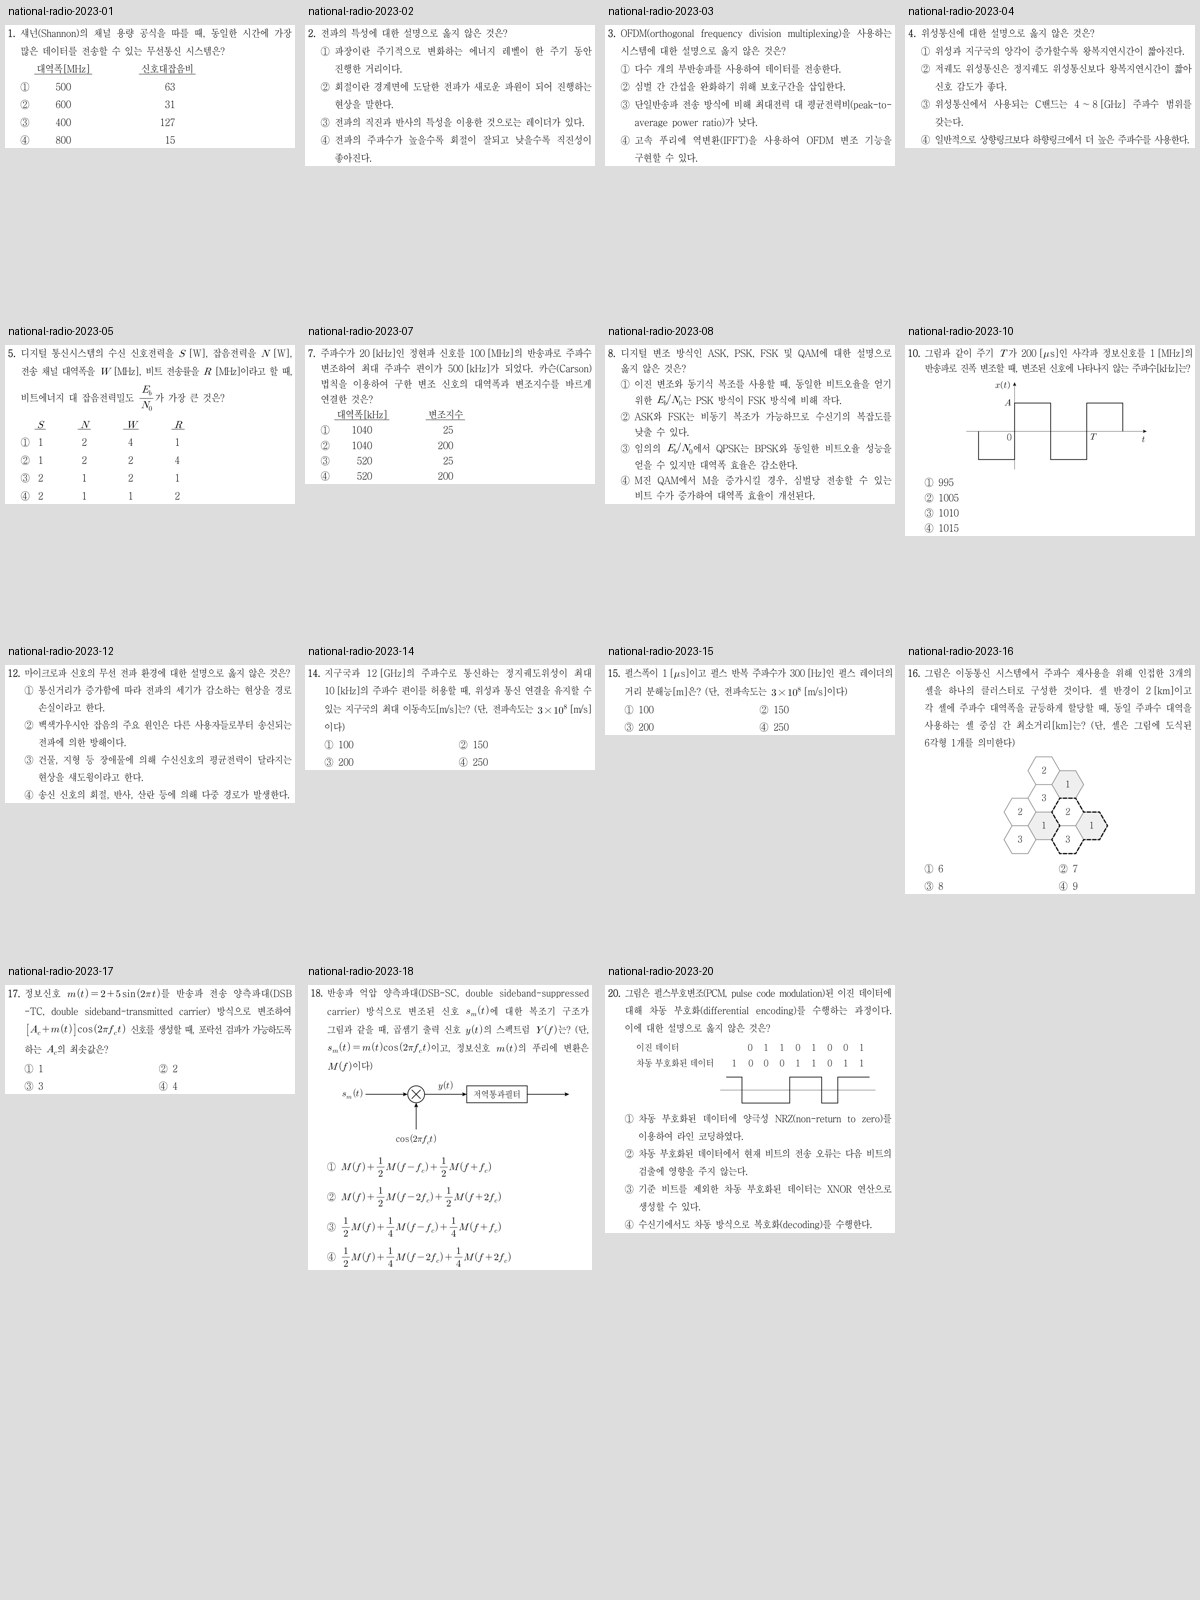 national-radio-2023-01
1. 섀넌(Shannon)의 채널 용량 공식을 따를 때, 동일한 시간에 가장
많은 데이터를 전송할 수 있는 무선통신 시스템은?
대역폭[MHz] 신호대잡음비
① 500 63
② 600 31
③ 400 127
④ 800 15
national-radio-2023-02
2. 전파의 특성에 대한 설명으로 옳지 않은 것은?
① 파장이란 주기적으로 변화하는 에너지 레벨이 한 주기 동안
진행한 거리이다.
② 회절이란 경계면에 도달한 전파가 새로운 파원이 되어 진행하는
현상을 말한다.
③ 전파의 직진과 반사의 특성을 이용한 것으로는 레이더가 있다.
④ 전파의 주파수가 높을수록 회절이 잘되고 낮을수록 직진성이
좋아진다.
national-radio-2023-03
3. OFDM(orthogonal frequency division multiplexing)을 사용하는
시스템에 대한 설명으로 옳지 않은 것은?
① 다수 개의 부반송파를 사용하여 데이터를 전송한다.
② 심벌 간 간섭을 완화하기 위해 보호구간을 삽입한다.
③ 단일반송파 전송 방식에 비해 최대전력 대 평균전력비(peak-to-
average power ratio)가 낮다.
④ 고속 푸리에 역변환(IFFT)을 사용하여 OFDM 변조 기능을
구현할 수 있다.
national-radio-2023-04
4. 위성통신에 대한 설명으로 옳지 않은 것은?
① 위성과 지구국의 앙각이 증가할수록 왕복지연시간이 짧아진다.
② 저궤도 위성통신은 정지궤도 위성통신보다 왕복지연시간이 짧아
신호 감도가 좋다.
③ 위성통신에서 사용되는 C밴드는 4 ~ 8 [GHz] 주파수 범위를
갖는다.
④ 일반적으로 상향링크보다 하향링크에서 더 높은 주파수를 사용한다.
national-radio-2023-05
5. 디지털 통신시스템의 수신 신호전력을 S [W], 잡음전력을 N [W],
전송 채널 대역폭을 W [MHz], 비트 전송률을 R [MHz]이라고 할 때,
비트에너지 대 잡음전력밀도 E_b/N_0가 가장 큰 것은?
S N W R
① 1 2 4 1
② 1 2 2 4
③ 2 1 2 1
④ 2 1 1 2
national-radio-2023-07
7. 주파수가 20 [kHz]인 정현파 신호를 100 [MHz]의 반송파로 주파수
변조하여 최대 주파수 편이가 500 [kHz]가 되었다. 카슨(Carson)
법칙을 이용하여 구한 변조 신호의 대역폭과 변조지수를 바르게
연결한 것은?
대역폭[kHz] 변조지수
① 1040 25
② 1040 200
③ 520 25
④ 520 200
national-radio-2023-08
8. 디지털 변조 방식인 ASK, PSK, FSK 및 QAM에 대한 설명으로
옳지 않은 것은?
① 이진 변조와 동기식 복조를 사용할 때, 동일한 비트오율을 얻기
위한 E_b/N_0는 PSK 방식이 FSK 방식에 비해 작다.
② ASK와 FSK는 비동기 복조가 가능하므로 수신기의 복잡도를
낮출 수 있다.
③ 임의의 E_b/N_0에서 QPSK는 BPSK와 동일한 비트오율 성능을
얻을 수 있지만 대역폭 효율은 감소한다.
④ M진 QAM에서 M을 증가시킬 경우, 심벌당 전송할 수 있는
비트 수가 증가하여 대역폭 효율이 개선된다.
national-radio-2023-10
10. 그림과 같이 주기 T가 200 [μs]인 사각파 정보신호를 1 [MHz]의
반송파로 진폭 변조할 때, 변조된 신호에 나타나지 않는 주파수[kHz]는?
x(t)
A
0 T t
① 995
② 1005
③ 1010
④ 1015
national-radio-2023-12
12. 마이크로파 신호의 무선 전파 환경에 대한 설명으로 옳지 않은 것은?
① 통신거리가 증가함에 따라 전파의 세기가 감소하는 현상을 경로
손실이라고 한다.
② 백색가우시안 잡음의 주요 원인은 다른 사용자들로부터 송신되는
전파에 의한 방해이다.
③ 건물, 지형 등 장애물에 의해 수신신호의 평균전력이 달라지는
현상을 섀도윙이라고 한다.
④ 송신 신호의 회절, 반사, 산란 등에 의해 다중 경로가 발생한다.
national-radio-2023-14
14. 지구국과 12 [GHz]의 주파수로 통신하는 정지궤도위성이 최대
10 [kHz]의 주파수 편이를 허용할 때, 위성과 통신 연결을 유지할 수
있는 지구국의 최대 이동속도[m/s]는? (단, 전파속도는 3×10⁸ [m/s]
이다)
① 100 ② 150
③ 200 ④ 250
national-radio-2023-15
15. 펄스폭이 1 [μs]이고 펄스 반복 주파수가 300 [Hz]인 펄스 레이더의
거리 분해능[m]은? (단, 전파속도는 3×10⁸ [m/s]이다)
① 100 ② 150
③ 200 ④ 250
national-radio-2023-16
16. 그림은 이동통신 시스템에서 주파수 재사용을 위해 인접한 3개의
셀을 하나의 클러스터로 구성한 것이다. 셀 반경이 2 [km]이고
각 셀에 주파수 대역폭을 균등하게 할당할 때, 동일 주파수 대역을
사용하는 셀 중심 간 최소거리[km]는? (단, 셀은 그림에 도식된
6각형 1개를 의미한다)
2
1
3
2 2
1 1
3 3
① 6 ② 7
③ 8 ④ 9
national-radio-2023-17
17. 정보신호 m(t)=2+5sin(2πt)를 반송파 전송 양측파대(DSB
-TC, double sideband-transmitted carrier) 방식으로 변조하여
[A_c+m(t)]cos(2πf_ct) 신호를 생성할 때, 포락선 검파가 가능하도록
하는 A_c의 최솟값은?
① 1 ② 2
③ 3 ④ 4
national-radio-2023-18
18. 반송파 억압 양측파대(DSB-SC, double sideband-suppressed
carrier) 방식으로 변조된 신호 s_m(t)에 대한 복조기 구조가
그림과 같을 때, 곱셈기 출력 신호 y(t)의 스펙트럼 Y(f)는? (단,
s_m(t)=m(t)cos(2πf_ct)이고, 정보신호 m(t)의 푸리에 변환은
M(f)이다)
s_m(t) y(t) 저역통과필터
cos(2πf_ct)
① M(f)+1/2M(f−f_c)+1/2M(f+f_c)
② M(f)+1/2M(f−2f_c)+1/2M(f+2f_c)
③ 1/2M(f)+1/4M(f−f_c)+1/4M(f+f_c)
④ 1/2M(f)+1/4M(f−2f_c)+1/4M(f+2f_c)
national-radio-2023-20
20. 그림은 펄스부호변조(PCM, pulse code modulation)된 이진 데이터에
대해 차동 부호화(differential encoding)를 수행하는 과정이다.
이에 대한 설명으로 옳지 않은 것은?
이진 데이터 0 1 1 0 1 0 0 1
차동 부호화된 데이터 1 0 0 0 1 1 0 1 1
① 차동 부호화된 데이터에 양극성 NRZ(non-return to zero)를
이용하여 라인 코딩하였다.
② 차동 부호화된 데이터에서 현재 비트의 전송 오류는 다음 비트의
검출에 영향을 주지 않는다.
③ 기준 비트를 제외한 차동 부호화된 데이터는 XNOR 연산으로
생성할 수 있다.
④ 수신기에서도 차동 방식으로 복호화(decoding)를 수행한다.